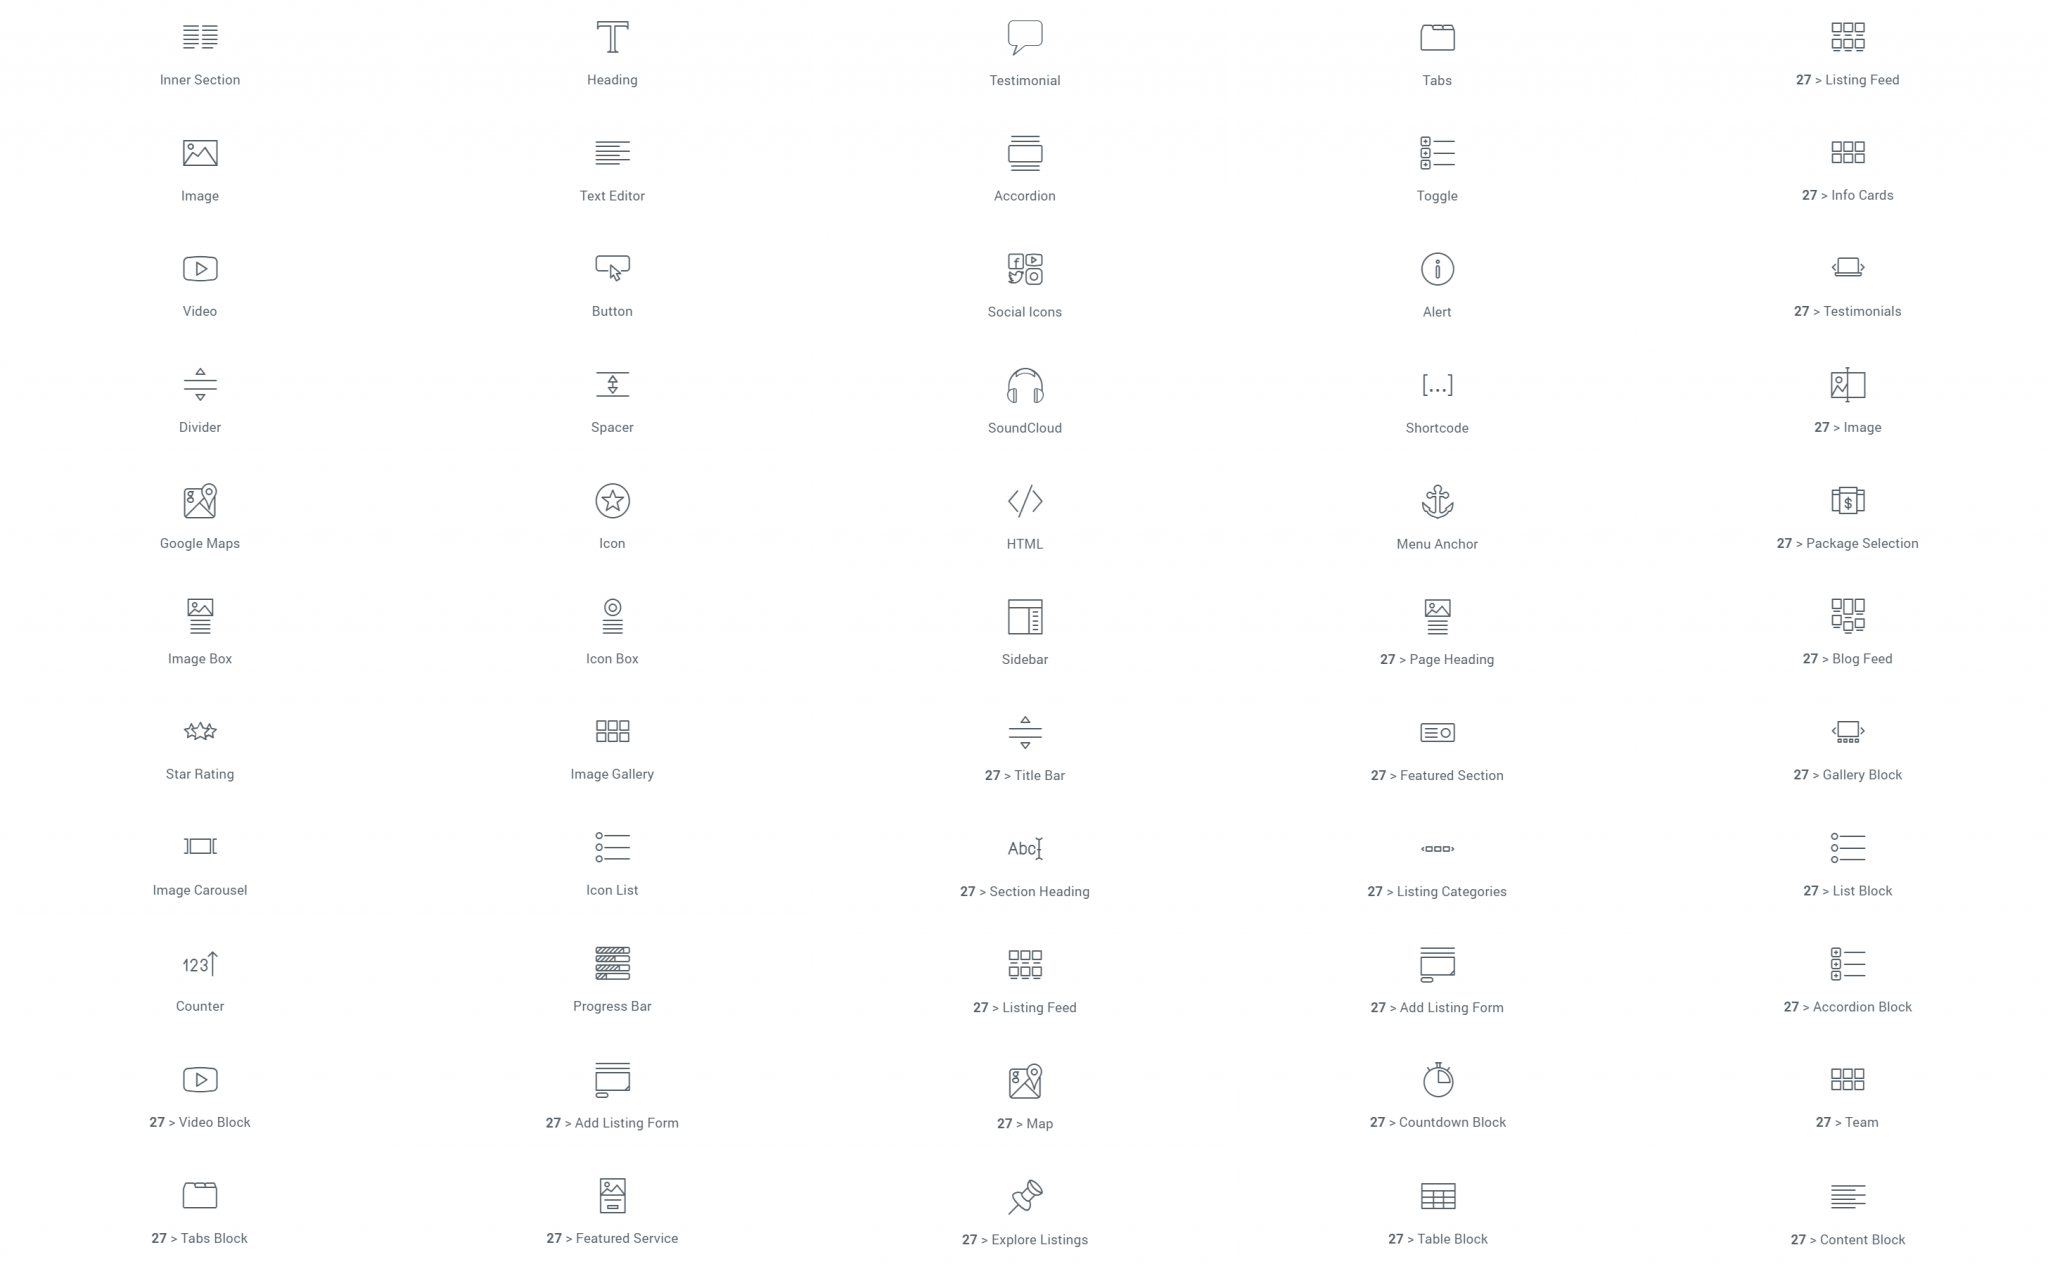 Inner Section
Heading
Testimonial
Tabs
27 > Listing Feed
Image
Text Editor
Accordion
Toggle
27 > Info Cards
Video
Button
Social Icons
Alert
27 > Testimonials
Divider
Spacer
SoundCloud
[...]
Shortcode
27 > Image
Google Maps
Icon
HTML
Menu Anchor
$
27 > Package Selection
Image Box
Icon Box
Sidebar
27 > Page Heading
27 > Blog Feed
Star Rating
Image Gallery
27 > Title Bar
27 > Featured Section
27 > Gallery Block
Image Carousel
Icon List
Abc
27 > Section Heading
27 > Listing Categories
27 > List Block
123
Counter
Progress Bar
27 > Listing Feed
27 > Add Listing Form
27 > Accordion Block
27 > Video Block
27 > Add Listing Form
27 > Map
27 > Countdown Block
27 > Team
27 > Tabs Block
27 > Featured Service
27 > Explore Listings
27 > Table Block
27 > Content Block